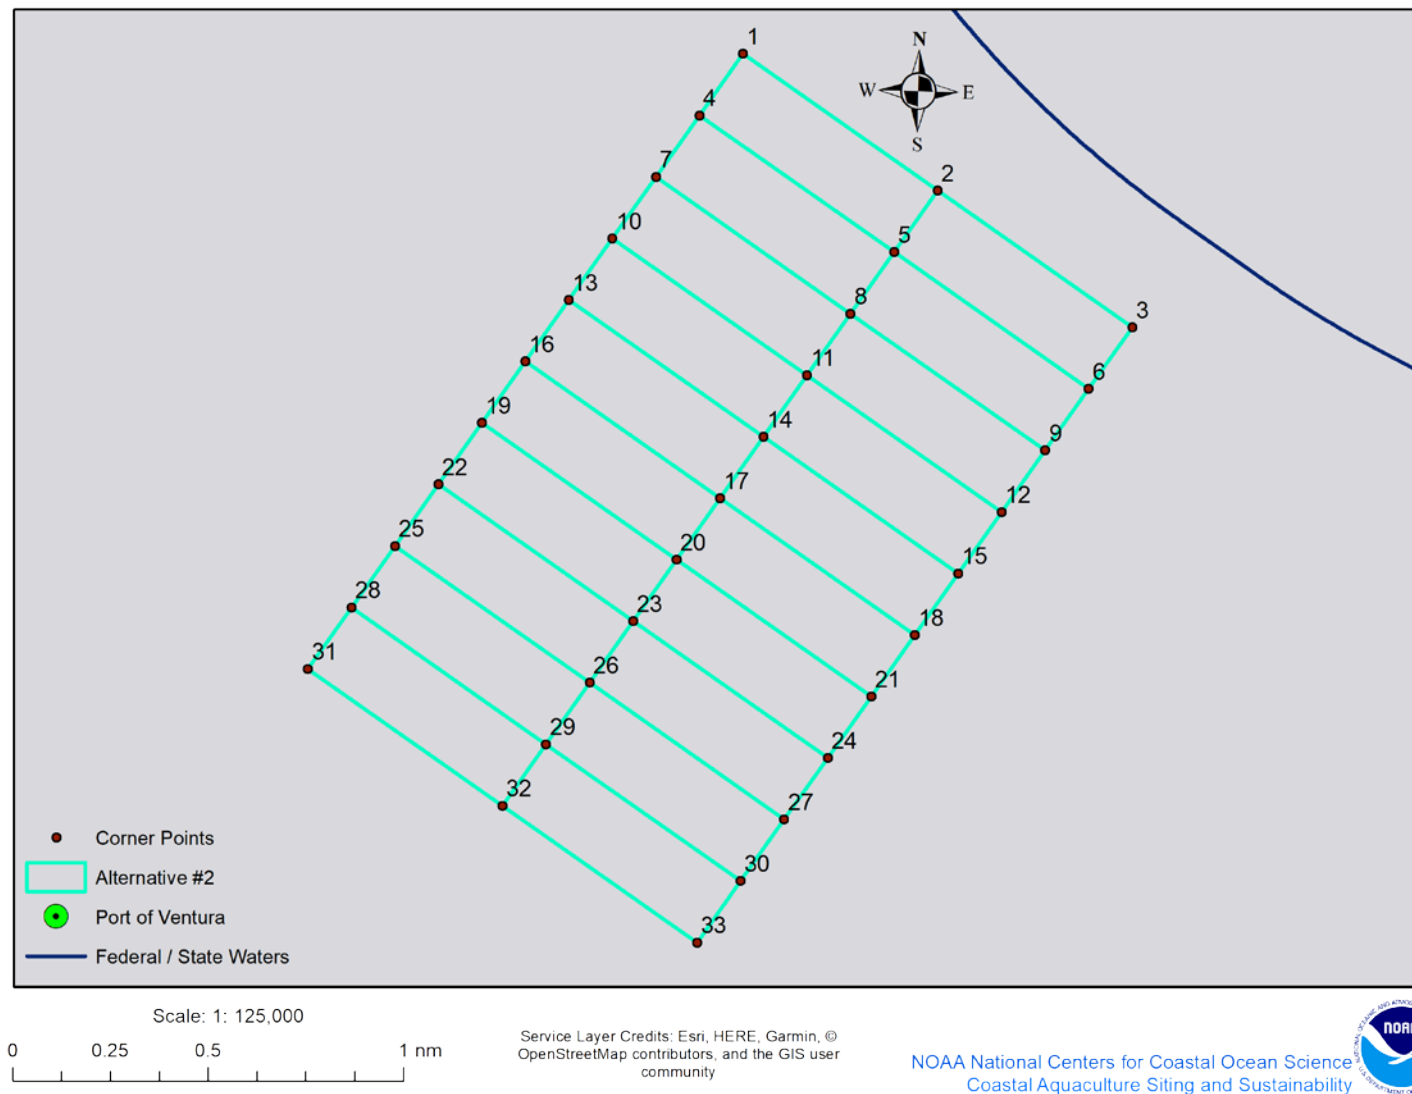 1
N
W
E
S
4
7
2
10
5
13
8
3
16
11
6
19
14
9
22
17
12
25
20
15
28
23
18
31
26
21
29
24
32
27
30
33
Corner Points
Alternative #2
Port of Ventura
Federal / State Waters
Scale: 1: 125,000
0 0.25 0.5 1 nm
Service Layer Credits: Esri, HERE, Garmin, ©
OpenStreetMap contributors, and the GIS user
community
NOAA National Centers for Coastal Ocean Science
Coastal Aquaculture Siting and Sustainability